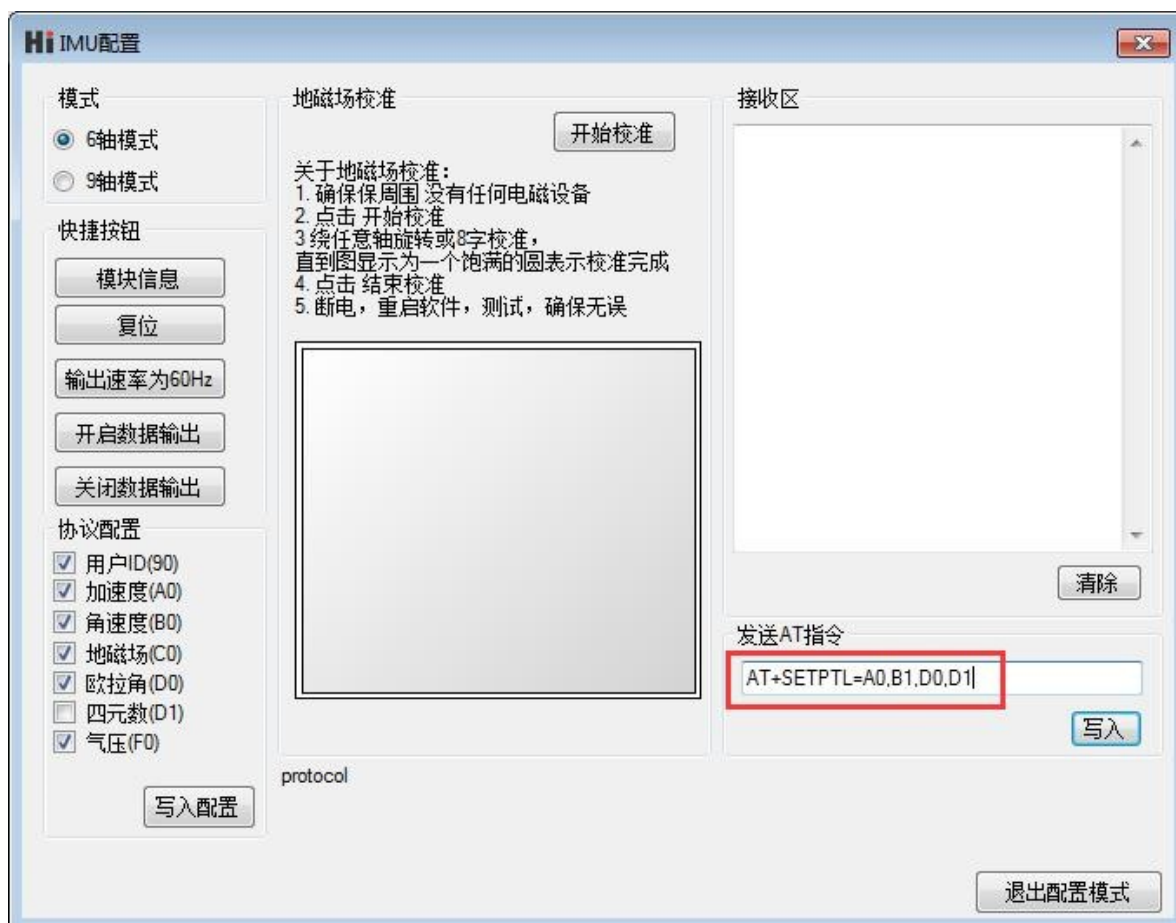 Hi IMU配置
模式
6轴模式
9轴模式
快捷按钮
模块信息
复位
输出速率为60Hz
开启数据输出
关闭数据输出
协议配置
用户ID(90)
加速度(A0)
角速度(B0)
地磁场(C0)
欧拉角(D0)
四元数(D1)
气压(F0)
写入配置
地磁场校准
开始校准
关于地磁场校准:
1. 确保保周围 没有任何电磁设备
2. 点击 开始校准
3 绕任意轴旋转或8字校准，
直到图显示为一个饱满的圆表示校准完成
4. 点击 结束校准
5. 断电，重启软件，测试，确保无误
protocol
接收区
清除
发送AT指令
AT+SETPTL=A0,B1,D0,D1
写入
退出配置模式